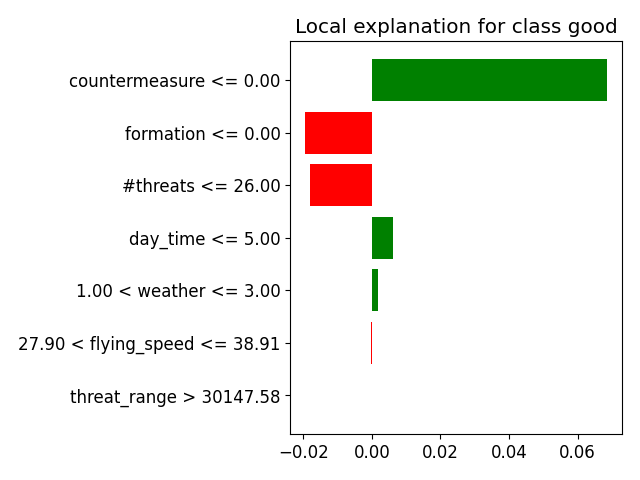 Local explanation for class good
countermeasure <= 0.00
formation <= 0.00
#threats <= 26.00
day_time <= 5.00
1.00 < weather <= 3.00
27.90 < flying_speed <= 38.91
threat_range > 30147.58
−0.02 0.00 0.02 0.04 0.06